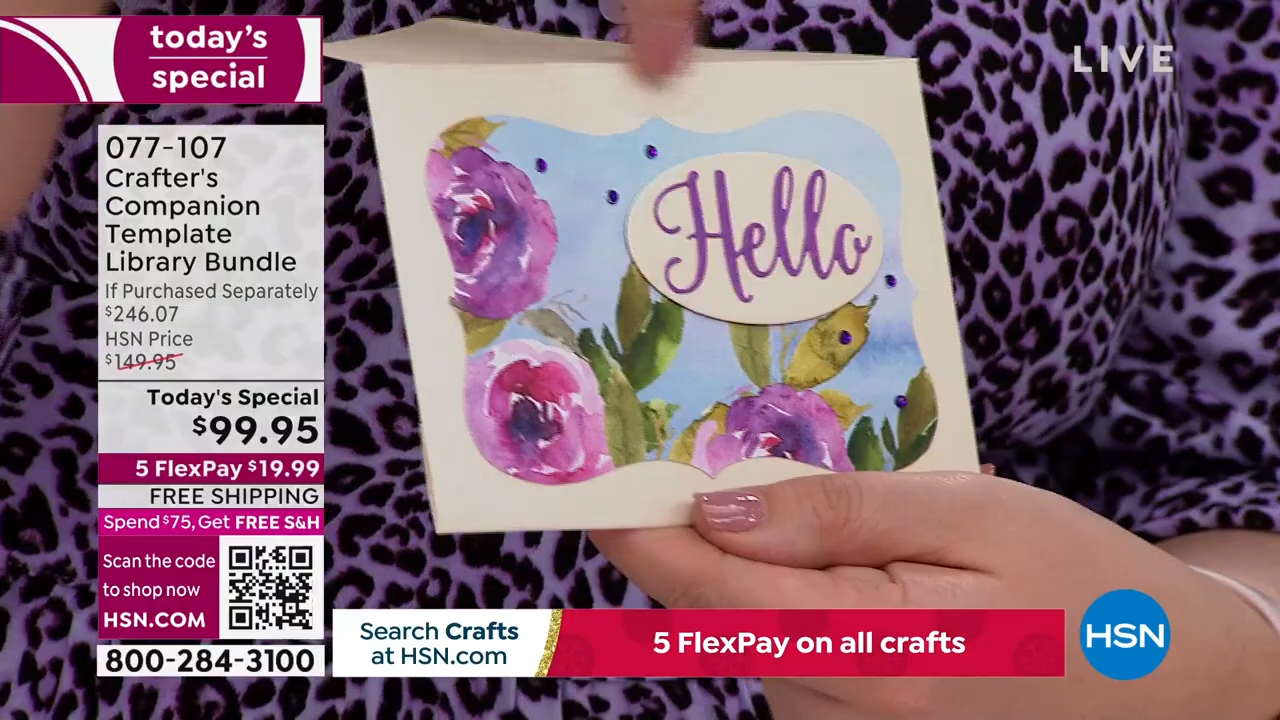 today's
special
LIVE
077-107
Crafter's
Companion
Template
Library Bundle
If Purchased Separately
$246.07
HSN Price
$149.95
Today's Special
$99.95
5 FlexPay $19.99
FREE SHIPPING
Spend $75, Get FREE S&H
Scan the code
to shop now
HSN.COM
800-284-3100
Hello
Search Crafts
at HSN.com
5 FlexPay on all crafts
HSN